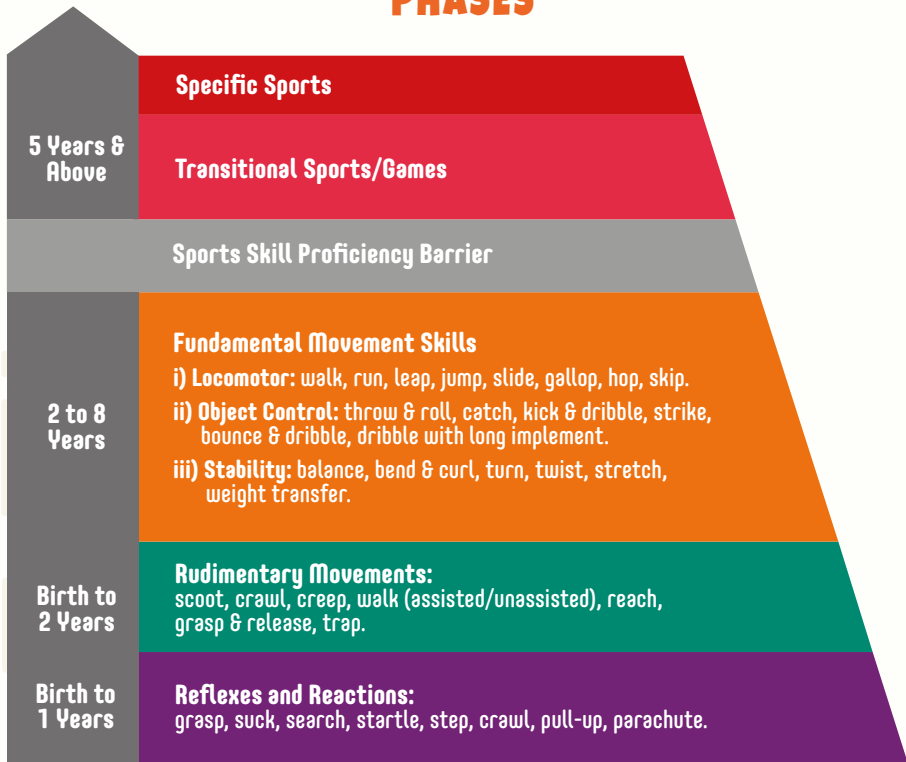 PHASES
Specific Sports
5 Years &
Above
Transitional Sports/Games
Sports Skill Proficiency Barrier
2 to 8
Years
Fundamental Movement Skills
i) Locomotor: walk, run, leap, jump, slide, gallop, hop, skip.
ii) Object Control: throw & roll, catch, kick & dribble, strike,
bounce & dribble, dribble with long implement.
iii) Stability: balance, bend & curl, turn, twist, stretch,
weight transfer.
Birth to
2 Years
Rudimentary Movements:
scoot, crawl, creep, walk (assisted/unassisted), reach,
grasp & release, trap.
Birth to
1 Years
Reflexes and Reactions:
grasp, suck, search, startle, step, crawl, pull-up, parachute.